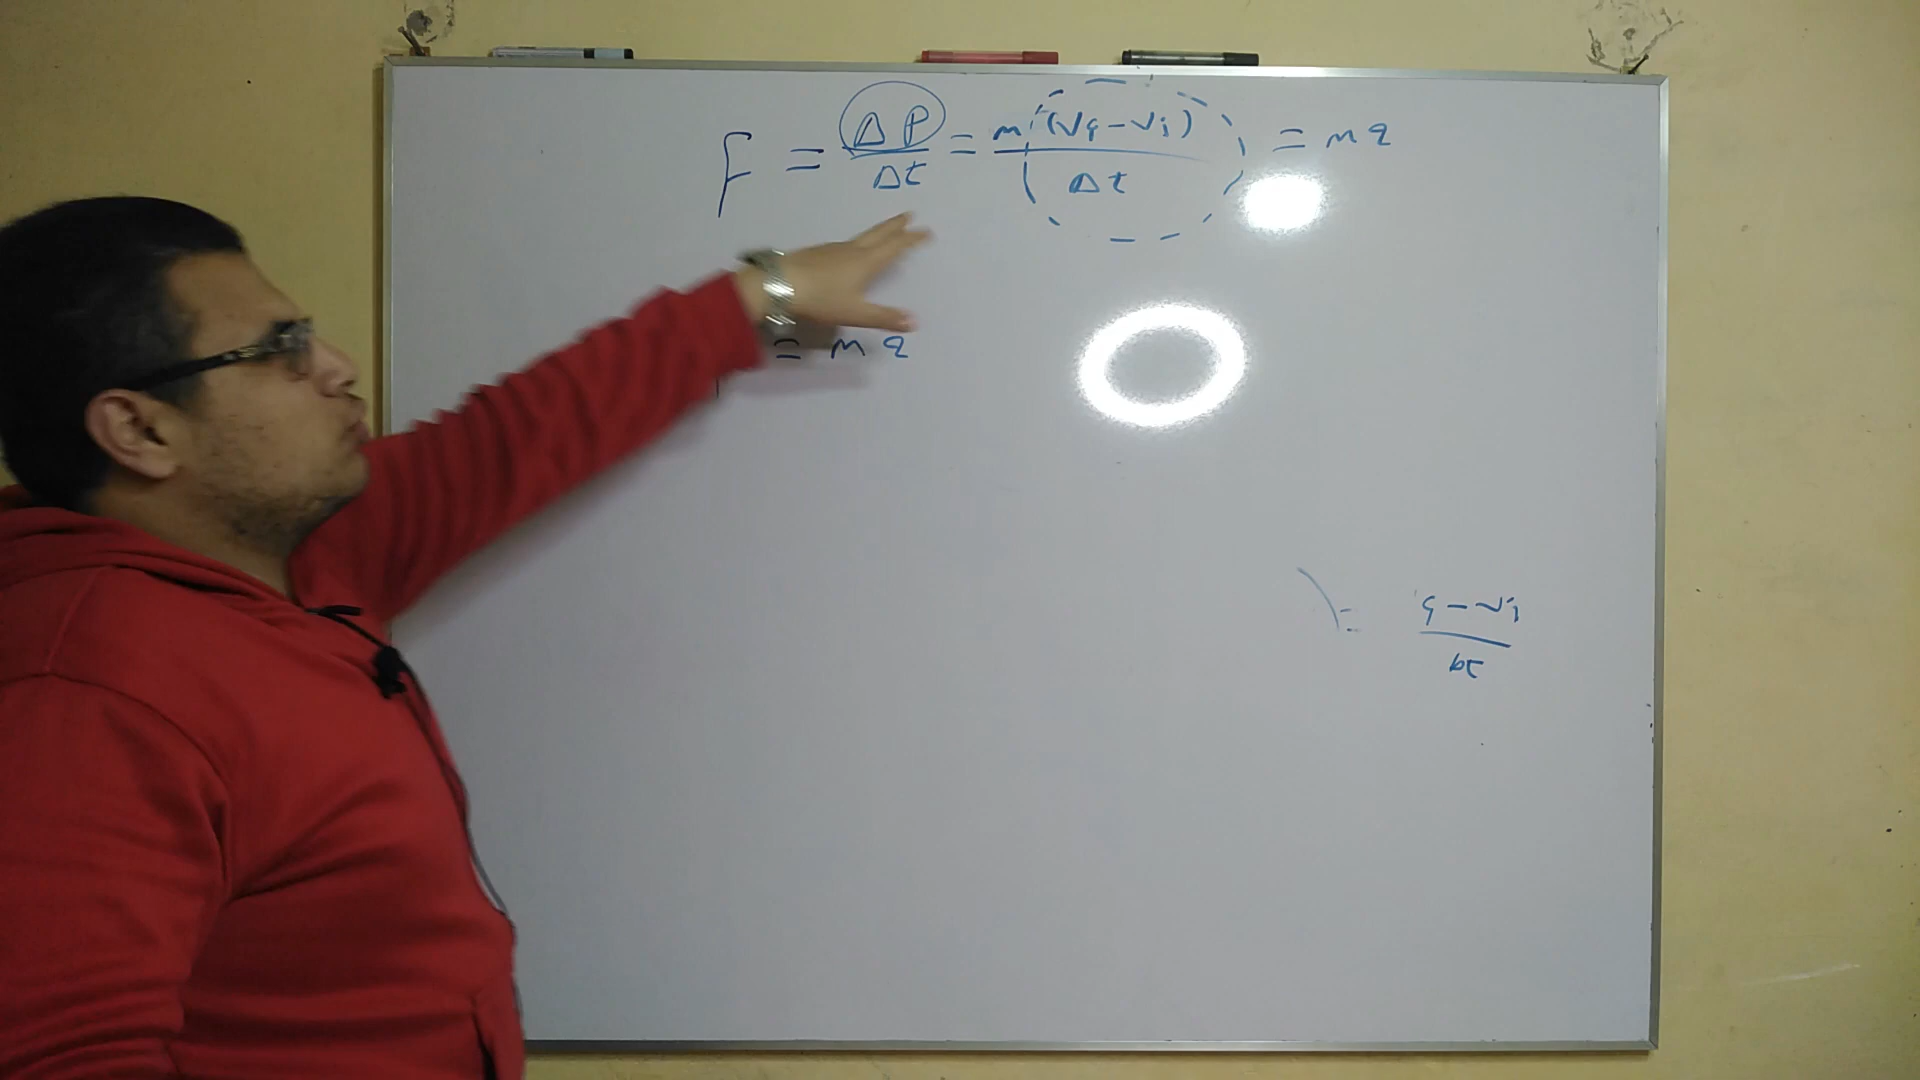 F = ΔP/Δt = m(Vf-Vi)/Δt = ma
= ma
= f-Vi/Δt